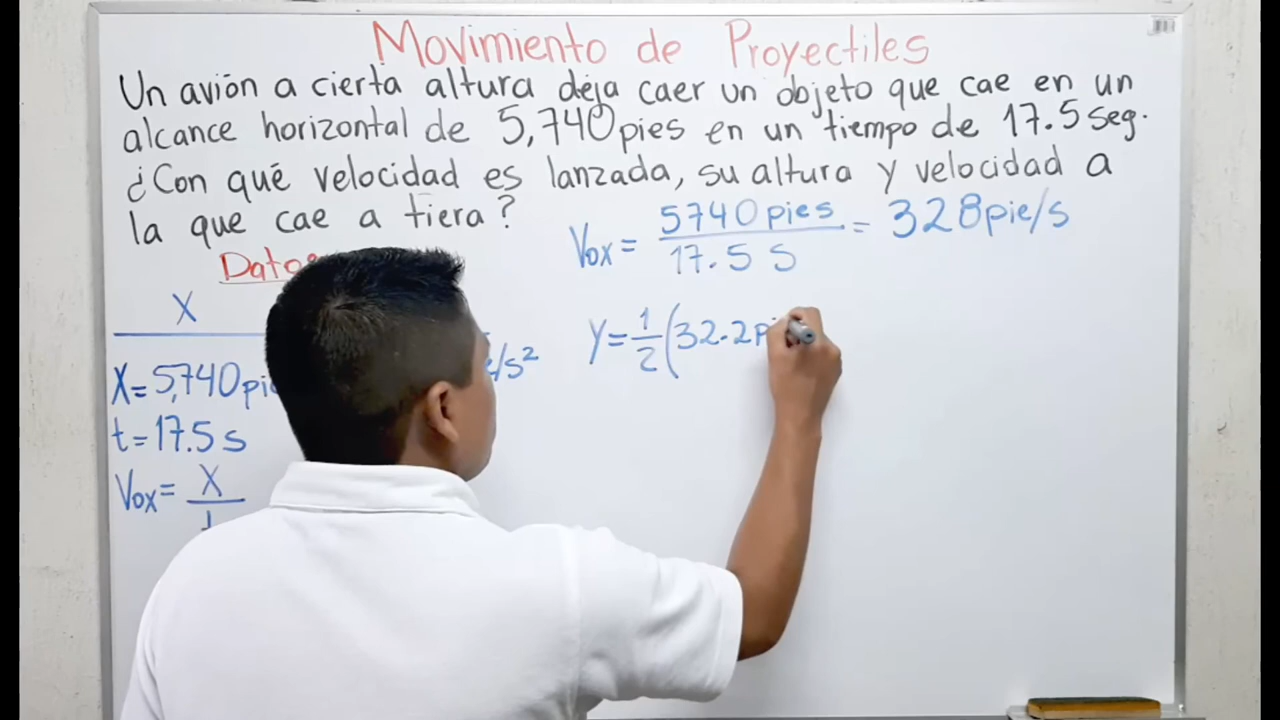 Movimiento de Proyectiles
Un avión a cierta altura deja caer un objeto que cae en un
alcance horizontal de 5,740 pies en un tiempo de 17.5 seg.
¿Con qué velocidad es lanzada, su altura y velocidad a
la que cae a tiera?
Vox = 5740 pies / 17.5 S = 328 pie/s
Dato
X
X = 5,740 pie
t = 17.5 s
Vox = X
e/s²
Y = 1/2 (32.2 p